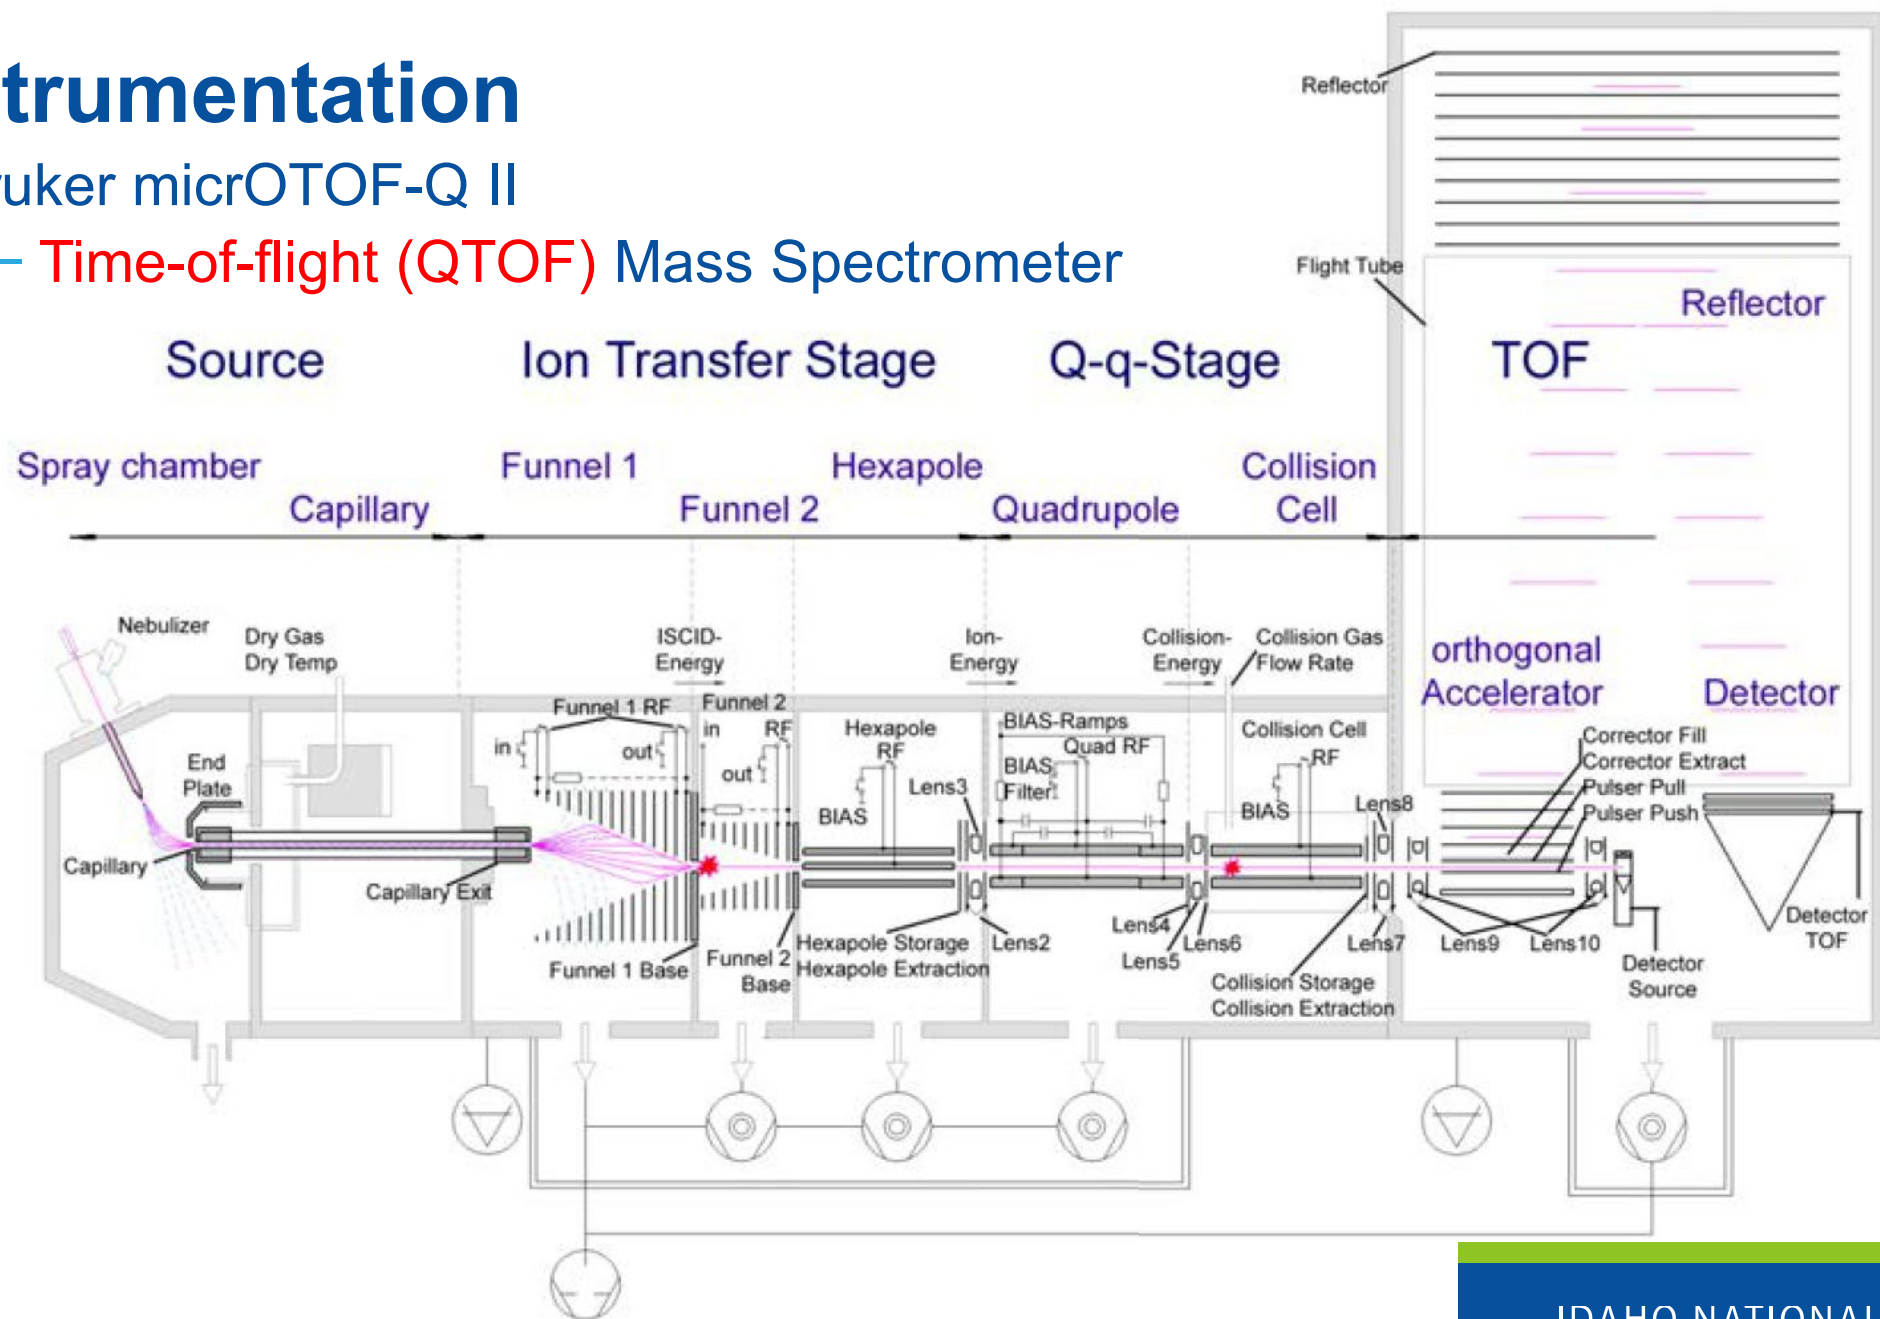 trumentation
ruker micrOTOF-Q II
– Time-of-flight (QTOF) Mass Spectrometer
Reflector
Flight Tube
Reflector
Source
Ion Transfer Stage
Q-q-Stage
TOF
Spray chamber
Capillary
Funnel 1
Funnel 2
Hexapole
Quadrupole
Collision
Cell
orthogonal
Accelerator
Detector
Nebulizer
Dry Gas
Dry Temp
ISCID-
Energy
Ion-
Energy
Collision-
Energy
Collision Gas
Flow Rate
End
Plate
Funnel 1 RF
in
out
Funnel 2
in
RF
out
Hexapole
RF
BIAS
Lens3
BIAS-Ramps
Quad RF
BIAS
Filter
Collision Cell
RF
BIAS
Lens8
Corrector Fill
Corrector Extract
Pulser Pull
Pulser Push
Capillary
Capillary Exit
Funnel 1 Base
Funnel 2
Base
Hexapole Storage
Hexapole Extraction
Lens2
Lens4
Lens5
Lens6
Collision Storage
Collision Extraction
Lens7
Lens9
Lens10
Detector
Source
Detector
TOF
IDAHO NATIONAL